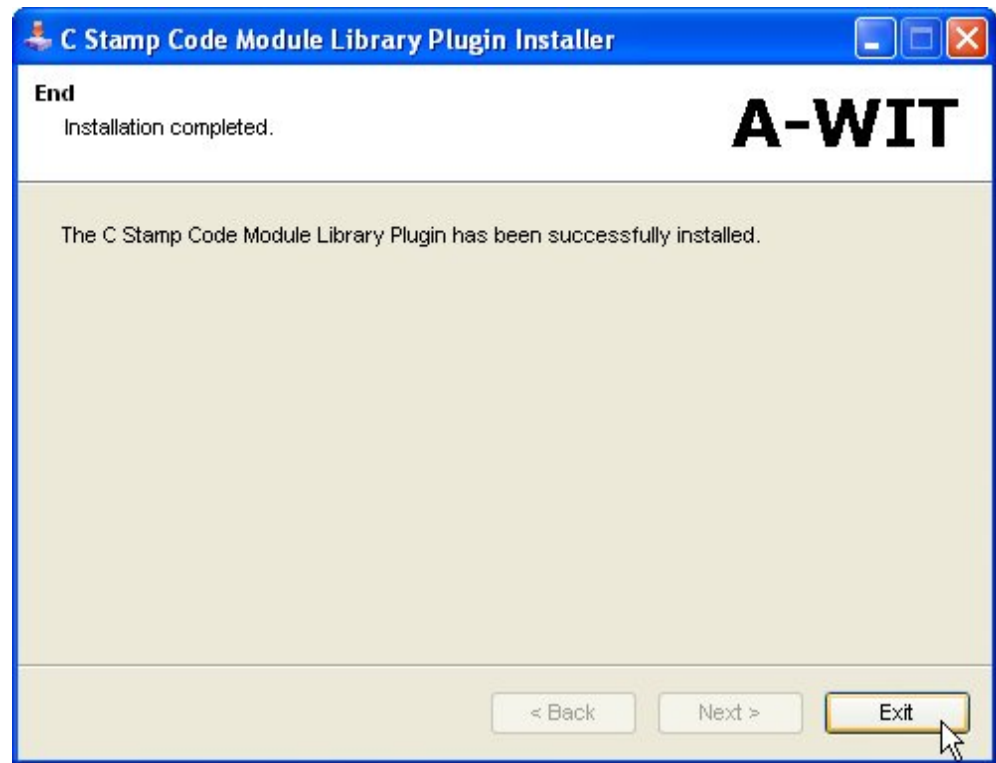 C Stamp Code Module Library Plugin Installer
End
Installation completed.
A-WIT
The C Stamp Code Module Library Plugin has been successfully installed.
< Back Next > Exit